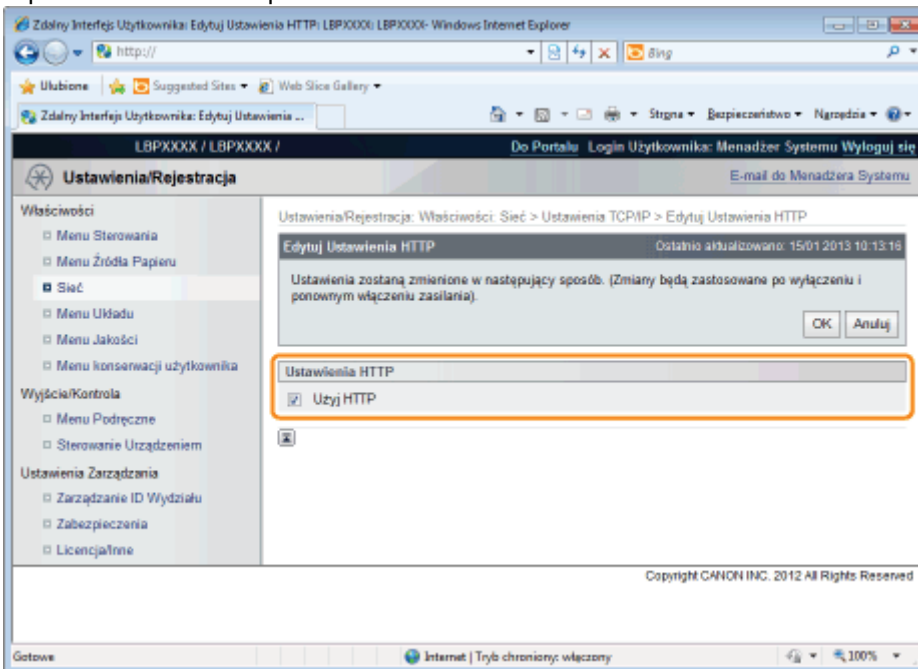 Zdalny Interfejs Użytkownika: Edytuj Ustawienia HTTP: LBPXXXX: LBPXXXX- Windows Internet Explorer
http://
Bing
Ulubione Suggested Sites Web Slice Gallery
Zdalny Interfejs Użytkownika: Edytuj Ustawienia ... Strona Bezpieczeństwo Narzędzia
LBPXXXX / LBPXXXX / Do Portalu Login Użytkownika: Menadżer Systemu Wyloguj się
Ustawienia/Rejestracja E-mail do Menadżera Systemu
Właściwości
Menu Sterowania
Menu Źródła Papieru
Sieć
Menu Układu
Menu Jakości
Menu konserwacji użytkownika
Wyjście/Kontrola
Menu Podręczne
Sterowanie Urządzeniem
Ustawienia Zarządzania
Zarządzanie ID Wydziału
Zabezpieczenia
Licencja/Inne
Ustawienia/Rejestracja: Właściwości: Sieć > Ustawienia TCP/IP > Edytuj Ustawienia HTTP
Edytuj Ustawienia HTTP Ostatnio aktualizowano: 15/01 2013 10:13:16
Ustawienia zostaną zmienione w następujący sposób. (Zmiany będą zastosowane po wyłączeniu i
ponownym włączeniu zasilania).
OK Anuluj
Ustawienia HTTP
Użyj HTTP
Copyright CANON INC. 2012 All Rights Reserved
Gotowe Internet | Tryb chroniony: włączony 100%